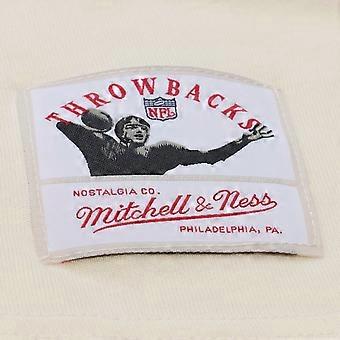 THROWBACKS
NFL
NOSTALGIA CO.
Mitchell & Ness
PHILADELPHIA, PA.